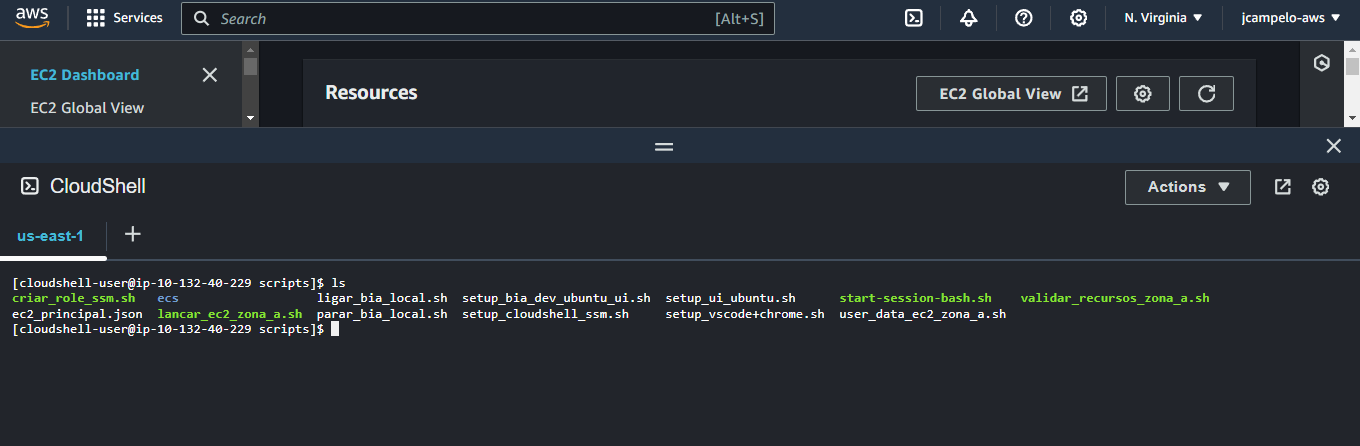 aws Services Search [Alt+S] N. Virginia jcampelo-aws
EC2 Dashboard
EC2 Global View
Resources EC2 Global View
CloudShell Actions
us-east-1
[cloudshell-user@ip-10-132-40-229 scripts]$ ls
criar_role_ssm.sh ecs ligar_bia_local.sh setup_bia_dev_ubuntu_ui.sh setup_ui_ubuntu.sh start-session-bash.sh validar_recursos_zona_a.sh
ec2_principal.json lancar_ec2_zona_a.sh parar_bia_local.sh setup_cloudshell_ssm.sh setup_vscode+chrome.sh user_data_ec2_zona_a.sh
[cloudshell-user@ip-10-132-40-229 scripts]$